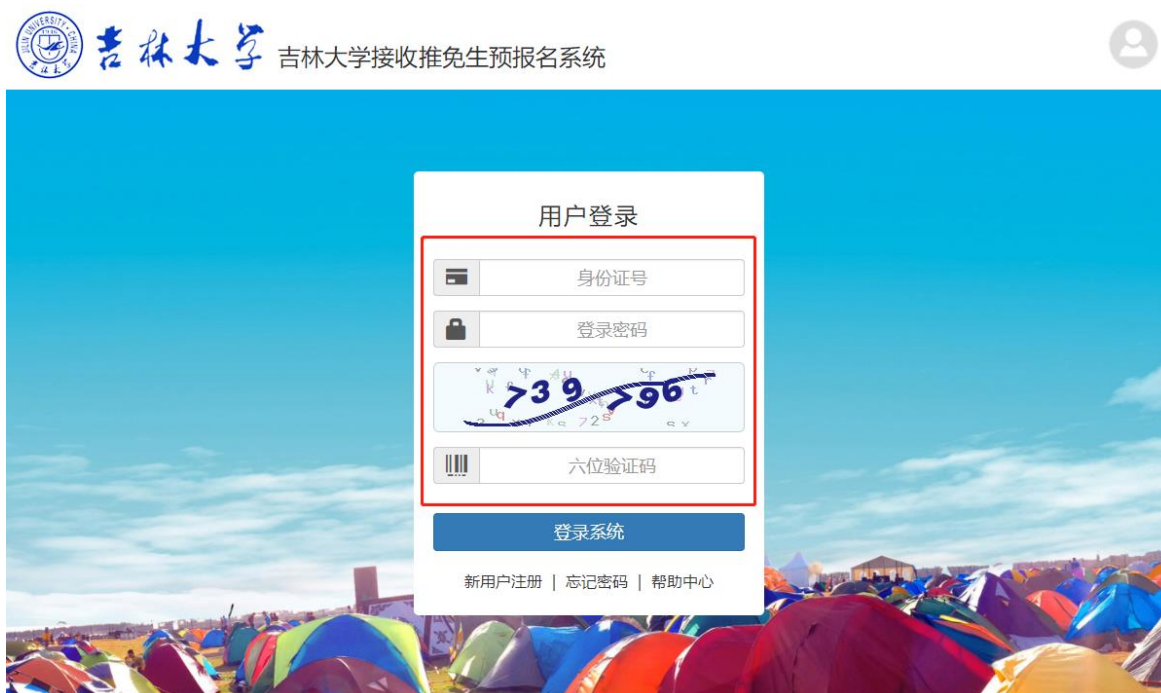 吉林大学 吉林大学接收推免生预报名系统
用户登录
身份证号
登录密码
六位验证码
登录系统
新用户注册 | 忘记密码 | 帮助中心